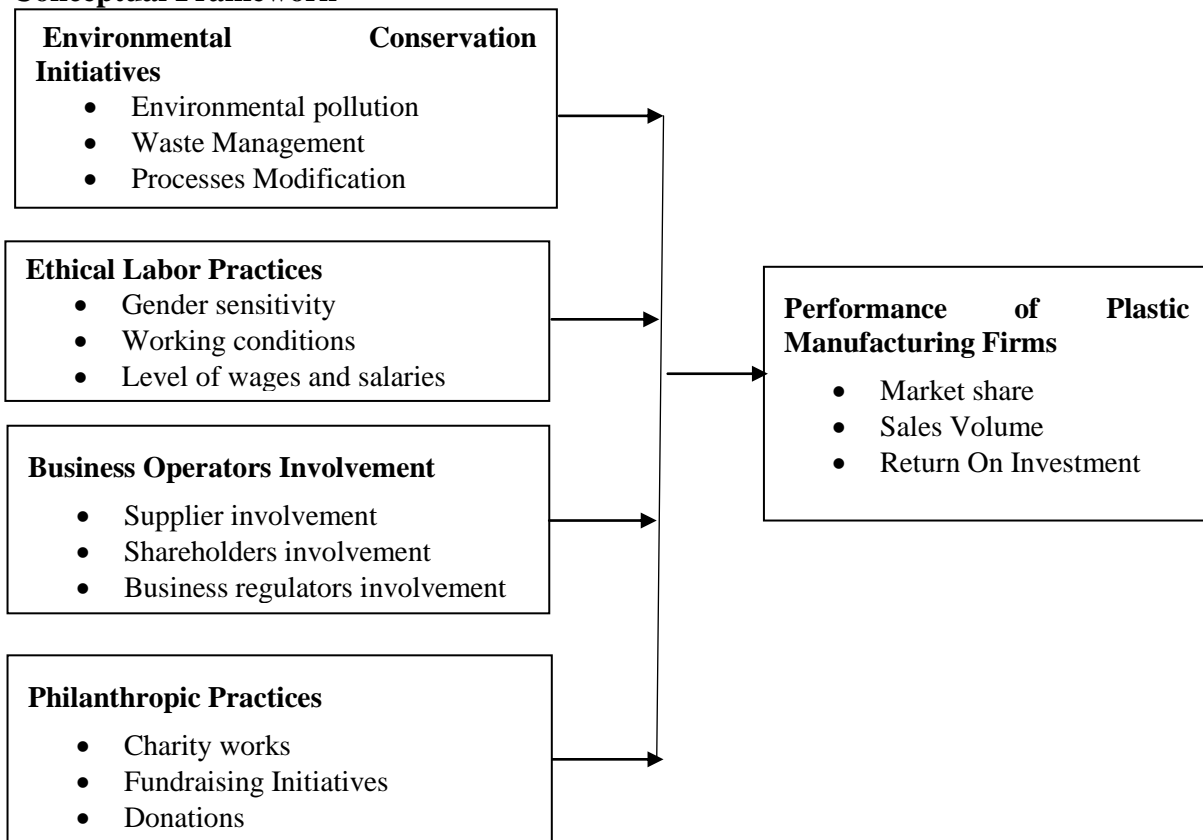 Conceptual Framework
Environmental Conservation
Initiatives
• Environmental pollution
• Waste Management
• Processes Modification
Ethical Labor Practices
• Gender sensitivity
• Working conditions
• Level of wages and salaries
Business Operators Involvement
• Supplier involvement
• Shareholders involvement
• Business regulators involvement
Philanthropic Practices
• Charity works
• Fundraising Initiatives
• Donations
Performance of Plastic
Manufacturing Firms
• Market share
• Sales Volume
• Return On Investment